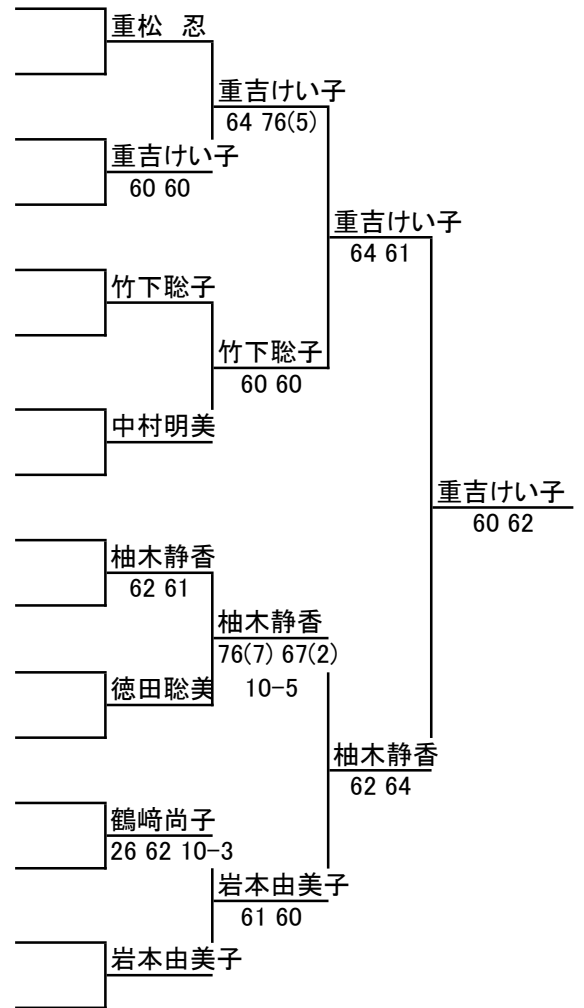 重松 忍
重吉けい子
64 76(5)
重吉けい子
60 60
重吉けい子
64 61
竹下聡子
竹下聡子
60 60
中村明美
重吉けい子
60 62
柚木静香
62 61
柚木静香
76(7) 67(2)
10-5
徳田聡美
柚木静香
62 64
鶴﨑尚子
26 62 10-3
岩本由美子
61 60
岩本由美子